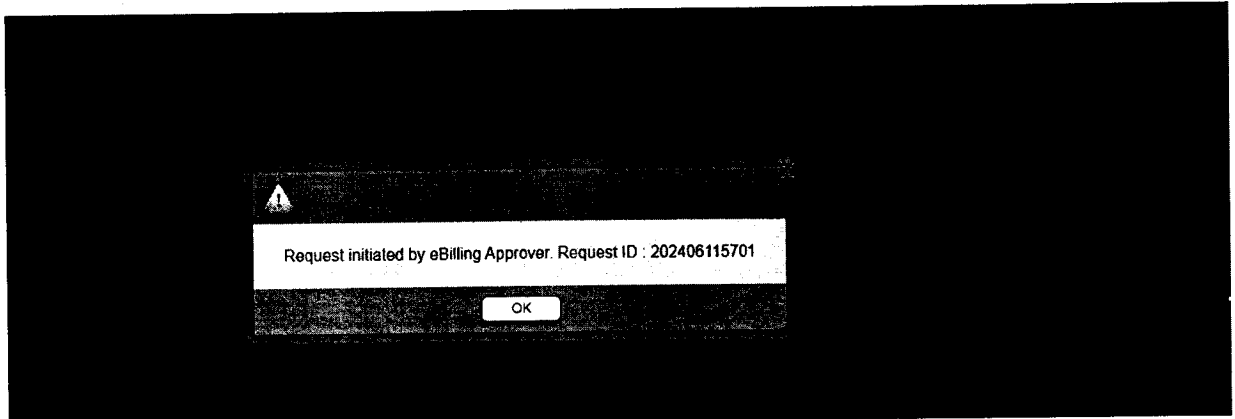 Request initiated by eBilling Approver. Request ID : 202406115701
OK